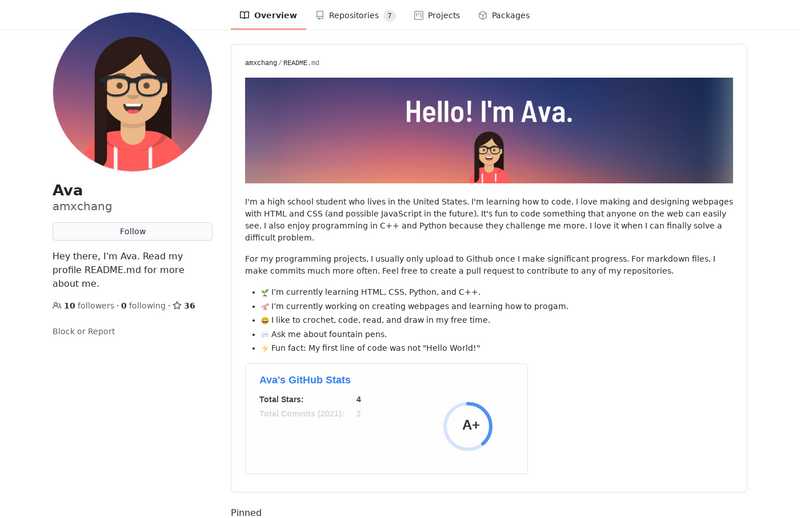 Overview
Repositories 7
Projects
Packages
Ava
amxchang
Follow
Hey there, I'm Ava. Read my
profile README.md for more
about me.
10 followers · 0 following · 36
Block or Report
amxchang / README.md
Hello! I'm Ava.
I'm a high school student who lives in the United States. I'm learning how to code. I love making and designing webpages
with HTML and CSS (and possible JavaScript in the future). It's fun to code something that anyone on the web can easily
see. I also enjoy programming in C++ and Python because they challenge me more. I love it when I can finally solve a
difficult problem.
For my programming projects, I usually only upload to Github once I make significant progress. For markdown files, I
make commits much more often. Feel free to create a pull request to contribute to any of my repositories.
• 🌱 I'm currently learning HTML, CSS, Python, and C++.
• I'm currently working on creating webpages and learning how to progam.
• 😄 I like to crochet, code, read, and draw in my free time.
• Ask me about fountain pens.
• ⚡ Fun fact: My first line of code was not "Hello World!"
Ava's GitHub Stats
Total Stars: 4
Total Commits (2021): 2
A+
Pinned